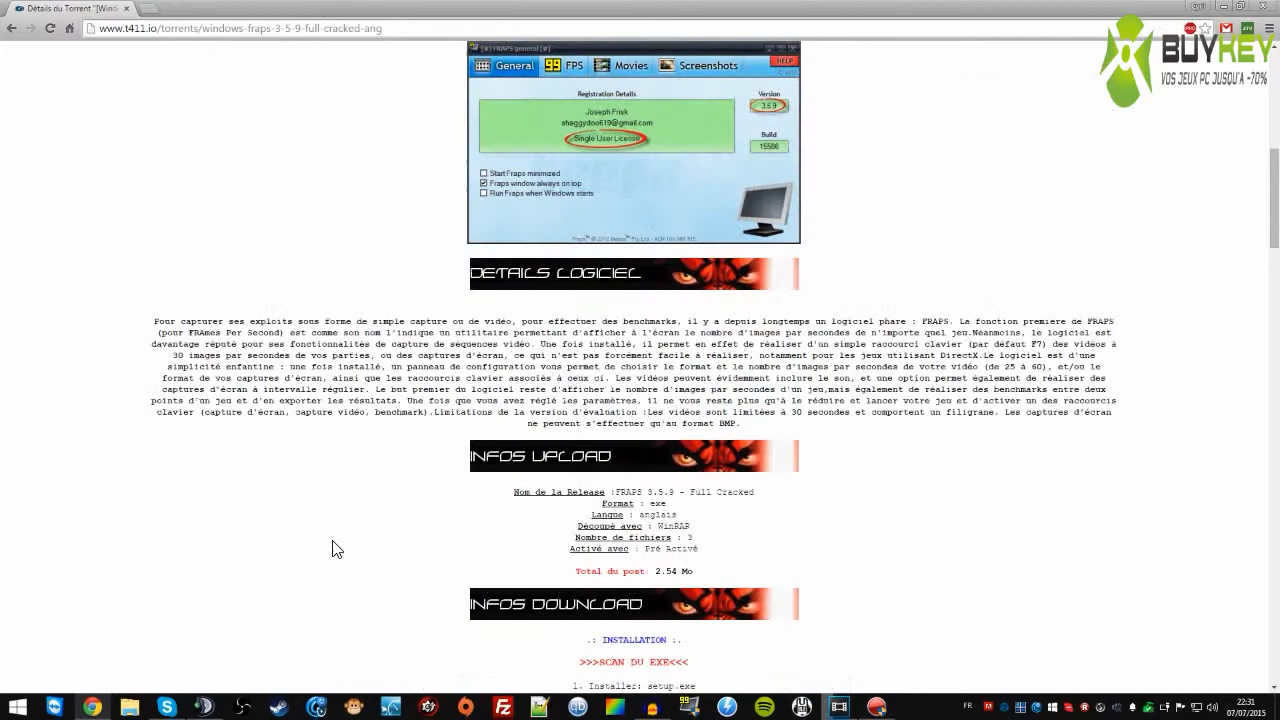 Détails du Torrent "[Wind
Cyril
www.t411.io/torrents/windows-fraps-3-5-9-full-cracked-ang
BUYKEY
VOS JEUX PC JUSQU'A -70%
[#] FRAPS general [#]
General
99 FPS
Movies
Screenshots
HELP
Registration Details
Version
Joseph Frisk
3.5.9
shaggydoo619@gmail.com
Single User License
Build
15586
Start Fraps minimized
Fraps window always on top
Run Fraps when Windows starts
DETAILS LOGICIEL
Pour capturer ses exploits sous forme de simple capture ou de vidéo, pour effectuer des benchmarks, il y a depuis longtemps un logiciel phare : FRAPS. La fonction premiere de FRAPS
(pour FRAmes Per Second) est comme son nom l'indique un utilitaire permettant d'afficher à l'écran le nombre d'images par secondes de n'importe quel jeu.Néanmoins, le logiciel est
davantage réputé pour ses fonctionnalités de capture de séquences vidéo. Une fois installé, il permet en effet de réaliser d'un simple raccourci clavier (par défaut F7) des vidéos à
30 images par secondes de vos parties, ou des captures d'écran, ce qui n'est pas forcément facile à réaliser, notamment pour les jeux utilisant DirectX.Le logiciel est d'une
simplicité enfantine : une fois installé, un panneau de configuration vous permet de choisir le format et le nombre d'images par secondes de votre vidéo (de 25 à 60), et/ou le
format de vos captures d'écran, ainsi que les raccourcis clavier associées à ceux ci. Les vidéos peuvent évidemment inclure le son, et une option permet également de réaliser des
captures d'écran à intervalle régulier. Le but premier du logiciel reste d'afficher le nombre d'images par secondes d'un jeu,mais également de réaliser des benchmarks entre deux
points d'un jeu et d'en exporter les résultats. Une fois que vous avez réglé les paramètres, il ne vous reste plus qu'à le réduire et lancer votre jeu et d'activer un des raccourcis
clavier (capture d'écran, capture vidéo, benchmark).Limitations de la version d'évaluation :Les vidéos sont limitées à 30 secondes et comportent un filigrane. Les captures d'écran
ne peuvent s'effectuer qu'au format BMP.
INFOS UPLOAD
Nom de la Release :FRAPS 3.5.9 - Full Cracked
Format : exe
Langue : anglais
Découpé avec : WinRAR
Nombre de fichiers : 3
Activé avec : Pré Activé
Total du post: 2.54 Mo
INFOS DOWNLOAD
.: INSTALLATION :.
>>>SCAN DU EXE<<<
1. Installer: setup.exe
99
FR
22:31
07/07/2015